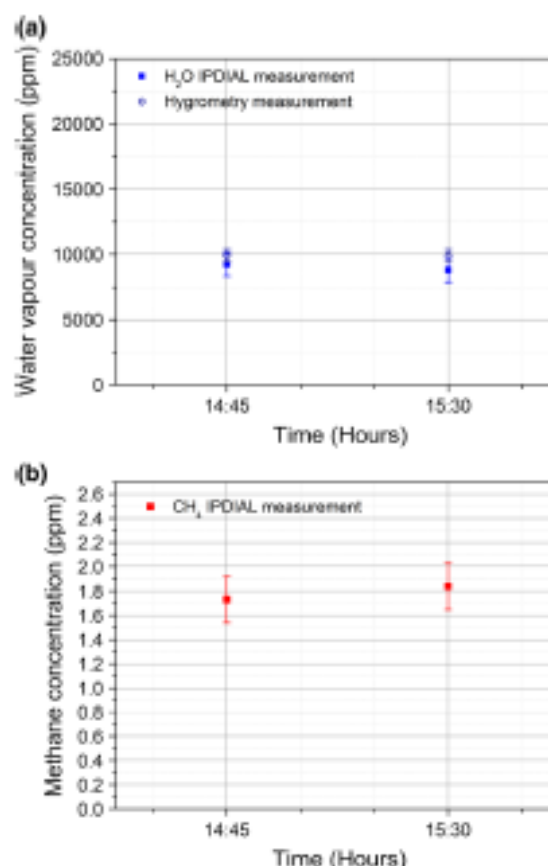 (a)
25000
H₂O IPDIAL measurement
Hygrometry measurement
20000
15000
10000
5000
0
Water vapour concentration (ppm)
14:45 15:30
Time (Hours)
(b)
2.6
CH₄ IPDIAL measurement
2.4
2.2
2.0
1.8
1.6
1.4
1.2
1.0
0.8
0.6
0.4
0.2
0.0
Methane concentration (ppm)
14:45 15:30
Time (Hours)